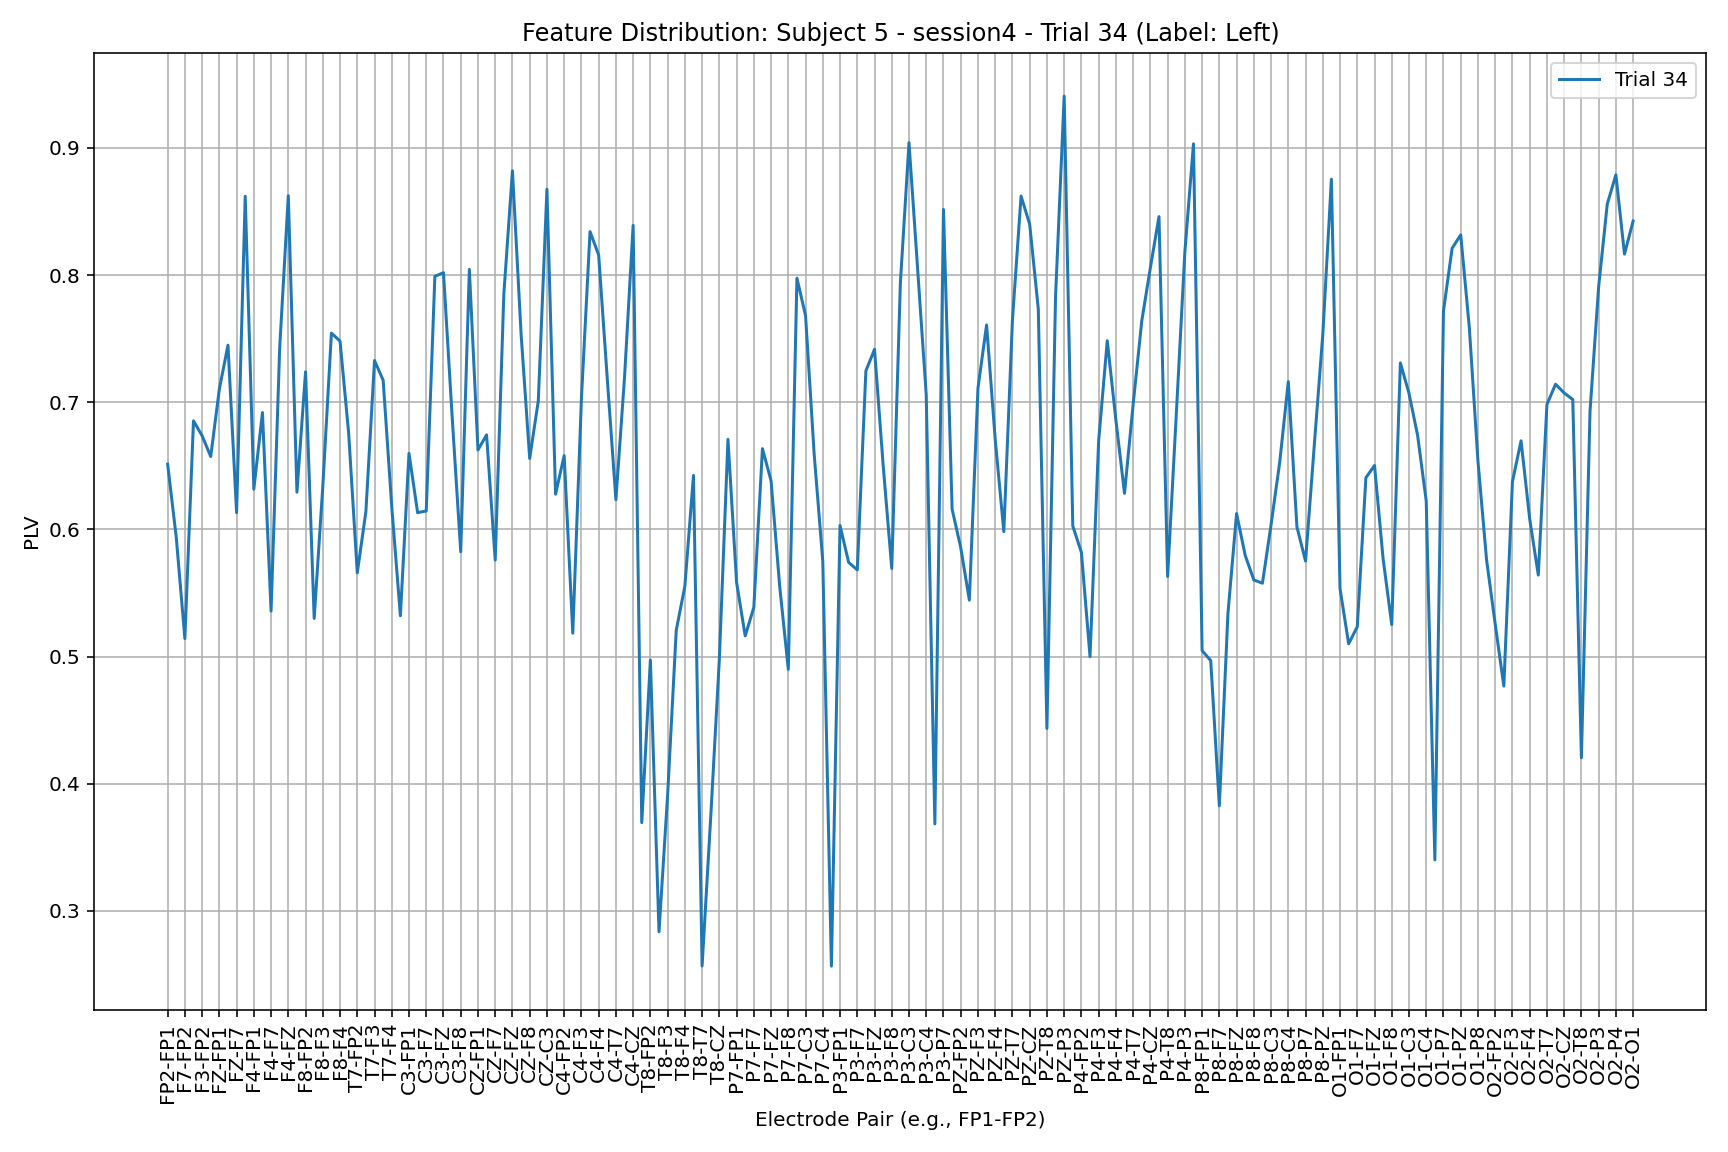 Feature Distribution: Subject 5 - session4 - Trial 34 (Label: Left)
Trial 34
PLV
0.9
0.8
0.7
0.6
0.5
0.4
0.3
FP2-FP1
F7-FP2
F3-FP2
FZ-FP1
FZ-F7
F4-FP1
F4-F7
F4-FZ
F8-FP2
F8-F3
F8-F4
T7-FP2
T7-F3
T7-F4
C3-FP1
C3-F7
C3-FZ
C3-F8
CZ-FP1
CZ-F7
CZ-FZ
CZ-F8
CZ-C3
C4-FP2
C4-F3
C4-F4
C4-T7
C4-CZ
T8-FP2
T8-F3
T8-F4
T8-T7
T8-CZ
P7-FP1
P7-F7
P7-FZ
P7-F8
P7-C3
P7-C4
P3-FP1
P3-F7
P3-FZ
P3-F8
P3-C3
P3-C4
P3-P7
PZ-FP2
PZ-F3
PZ-F4
PZ-T7
PZ-CZ
PZ-T8
PZ-P3
P4-FP2
P4-F3
P4-F4
P4-T7
P4-CZ
P4-T8
P4-P3
P8-FP1
P8-F7
P8-FZ
P8-F8
P8-C3
P8-C4
P8-P7
P8-PZ
O1-FP1
O1-F7
O1-FZ
O1-F8
O1-C3
O1-C4
O1-P7
O1-PZ
O1-P8
O2-FP2
O2-F3
O2-F4
O2-T7
O2-CZ
O2-T8
O2-P3
O2-P4
O2-O1
Electrode Pair (e.g., FP1-FP2)